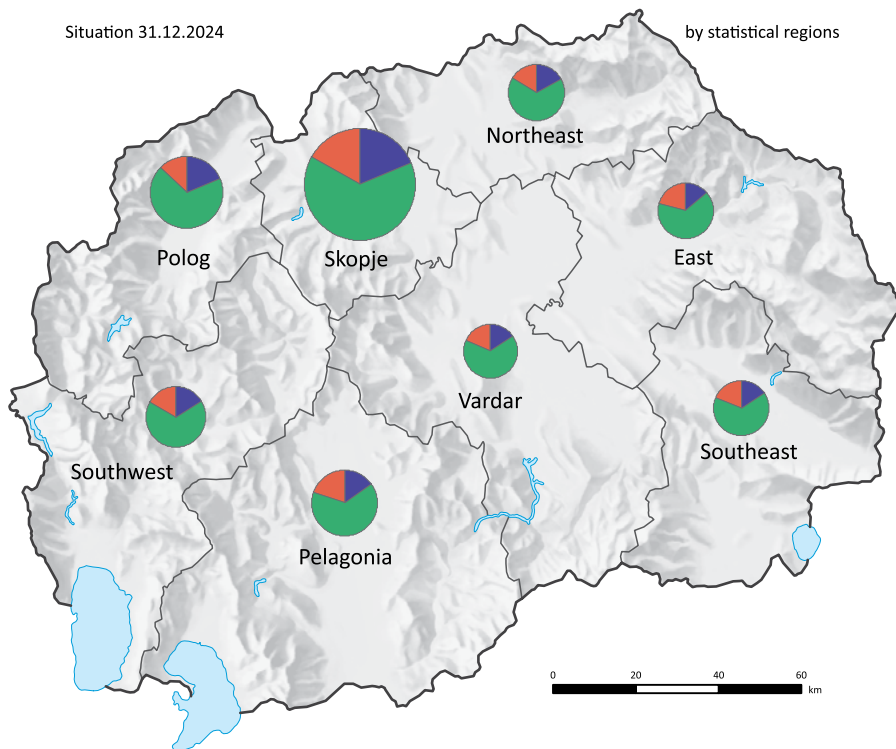 Situation 31.12.2024
by statistical regions
Northeast
Polog
Skopje
East
Vardar
Southwest
Southeast
Pelagonia
0 20 40 60
km